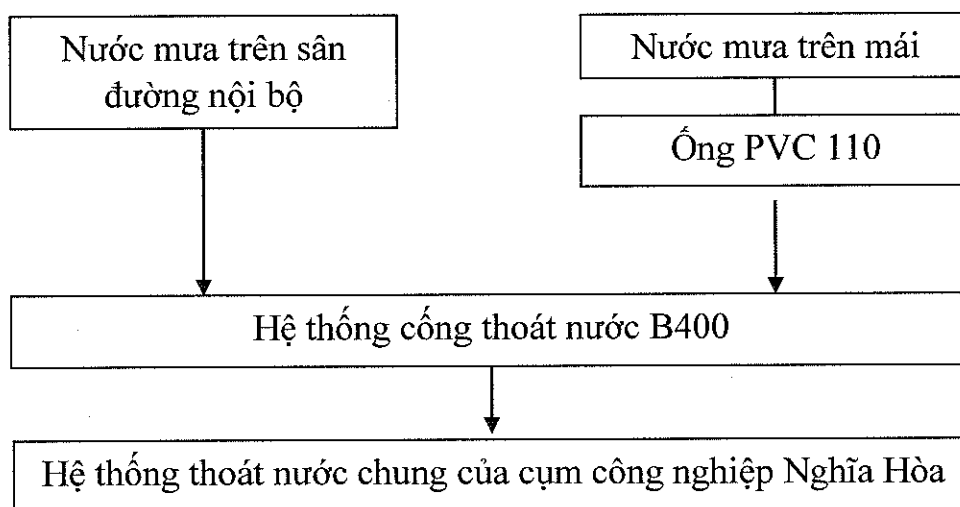 Nước mưa trên sân
đường nội bộ
Nước mưa trên mái
Ống PVC 110
Hệ thống cống thoát nước B400
Hệ thống thoát nước chung của cụm công nghiệp Nghĩa Hòa